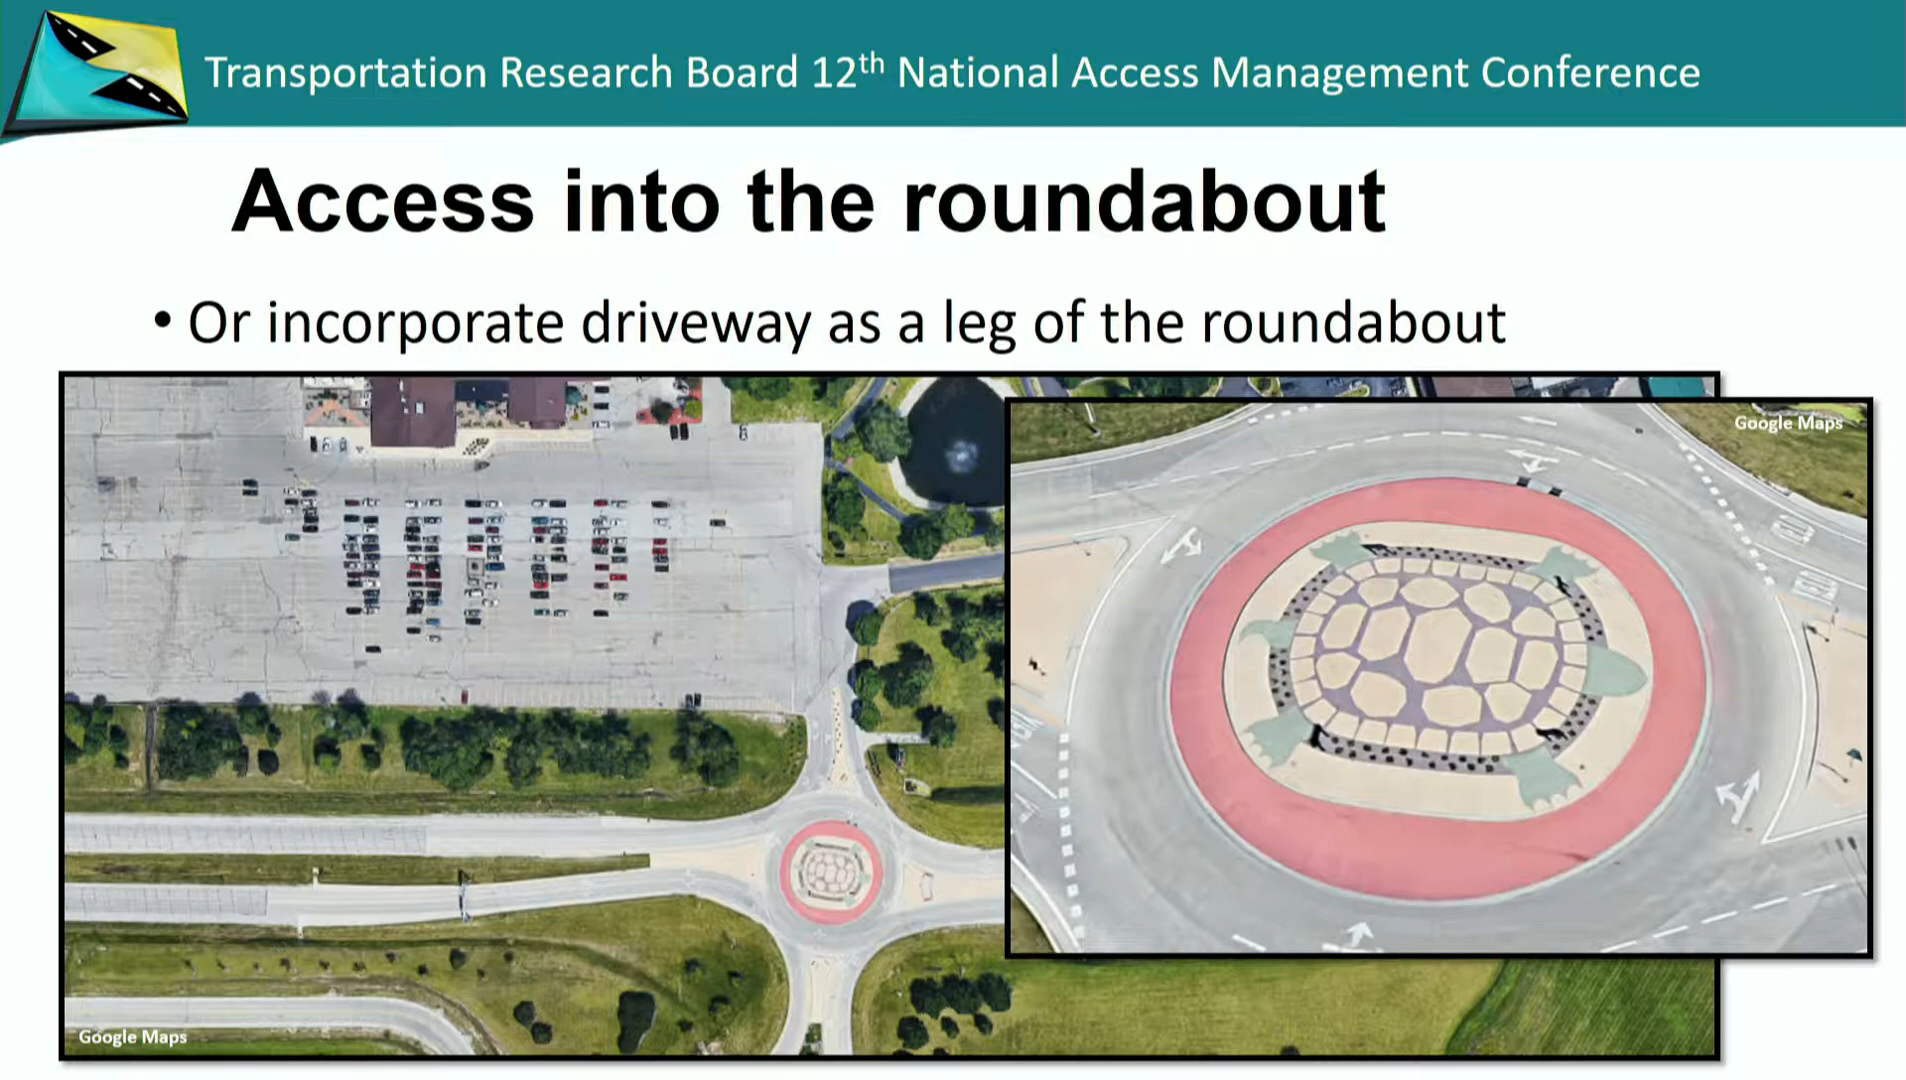 Transportation Research Board 12th National Access Management Conference
Access into the roundabout
• Or incorporate driveway as a leg of the roundabout
Google Maps
Google Maps